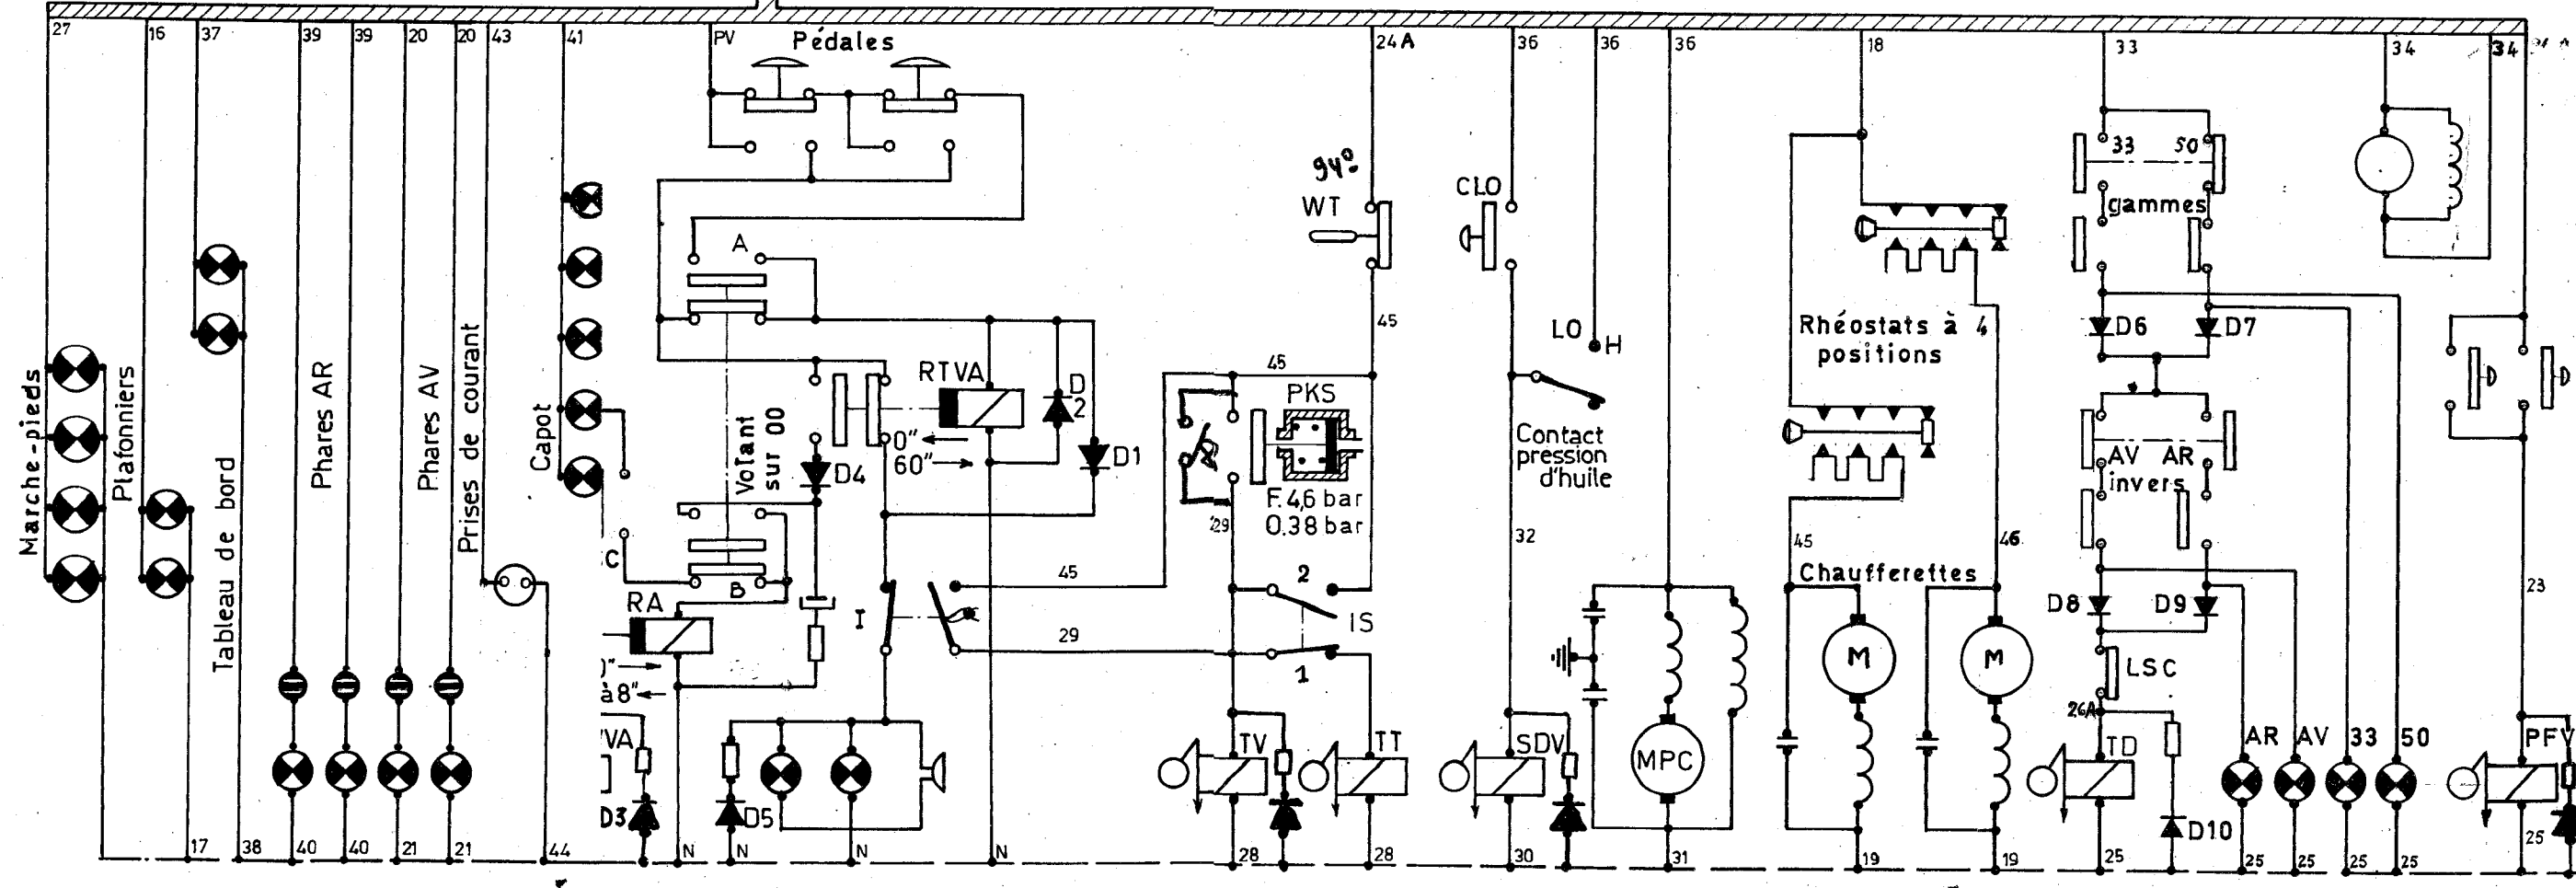 27
16
37
39
39
20
20
43
41
PV
Pédales
24A
36
36
36
18
33
34
34
94°
WT
CLO
33
50
gammes
A
45
LO
H
Rhéostats à 4
positions
D6
D7
Marche-pieds
Plafonniers
Tableau de bord
Phares AR
Phares AV
Prises de courant
Capot
Volant
sur 00
RTVA
D
2
0"
60"
D4
D1
45
PKS
F.4,6 bar
0.38 bar
29
Contact
pression
d'huile
32
AV
AR
invers
45
46
C
B
RA
I
45
29
2
IS
1
Chaufferettes
M
M
D8
D9
23
LSC
26A
à8"
VA
D3
D5
TV
TT
SDV
MPC
TD
D10
AR
AV
33
50
PFV
17
38
40
40
21
21
44
N
N
N
N
28
28
30
31
19
19
25
25
25
25
25
25